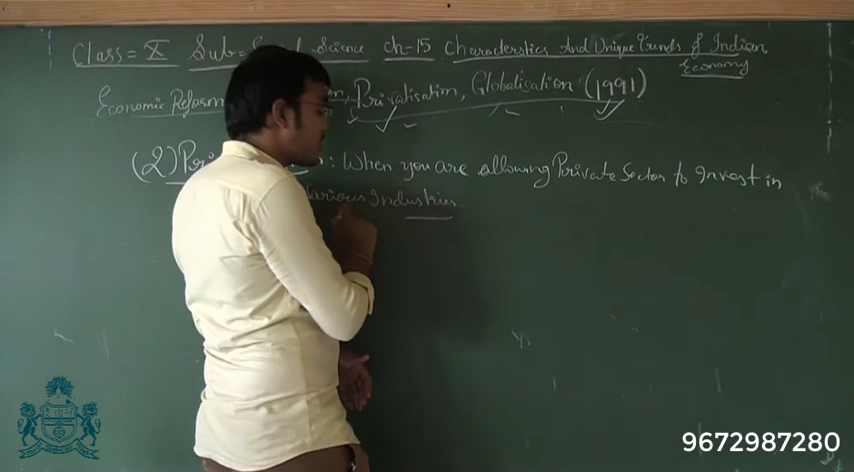 Class = X Sub = Social Science Ch-15 Characterstics And Unique Trends of Indian
Economy
Economic Reform Privatisation, Globalisation (1991)
(2) : When you are allowing Private Sector to Invest in
Various Industries.
9672987280